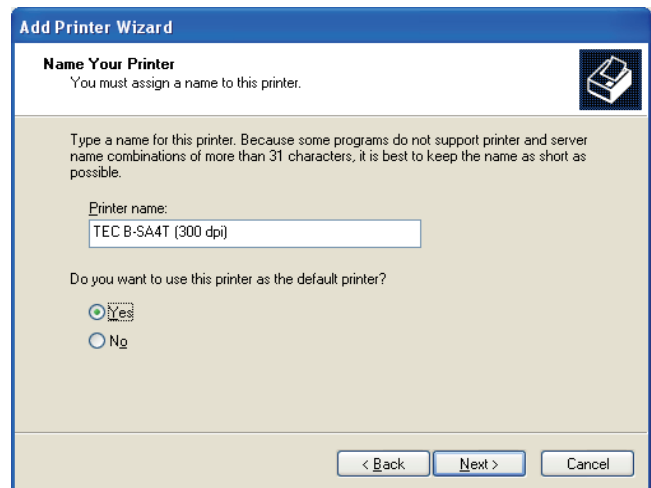 Add Printer Wizard
Name Your Printer
You must assign a name to this printer.
Type a name for this printer. Because some programs do not support printer and server
name combinations of more than 31 characters, it is best to keep the name as short as
possible.
Printer name:
TEC B-SA4T (300 dpi)
Do you want to use this printer as the default printer?
Yes
No
< Back
Next >
Cancel